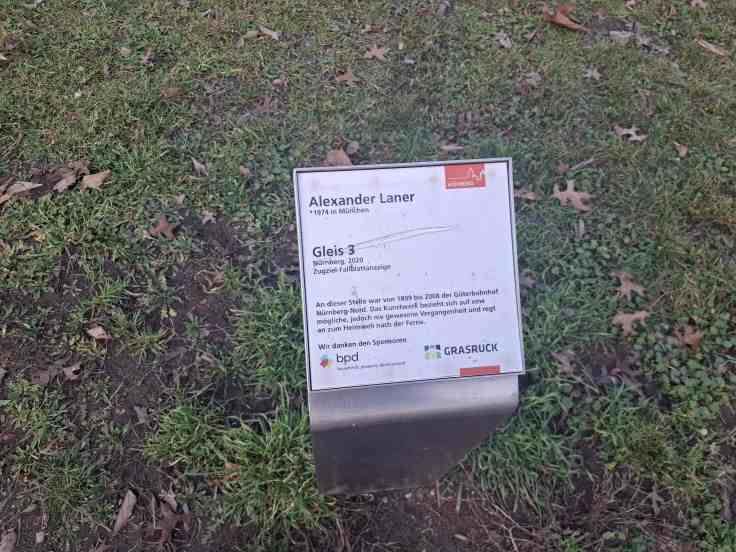 NÜRNBERG
Alexander Laner
*1974 in München
Gleis 3
Nürnberg, 2020
Zugziel-Fallblattanzeige
An dieser Stelle war von 1899 bis 2008 der Güterbahnhof
Nürnberg-Nord. Das Kunstwerk bezieht sich auf eine
mögliche, jedoch nie gewesene Vergangenheit und regt
an zum Heimweh nach der Ferne.
Wir danken den Sponsoren
bpd
GRASRUCK